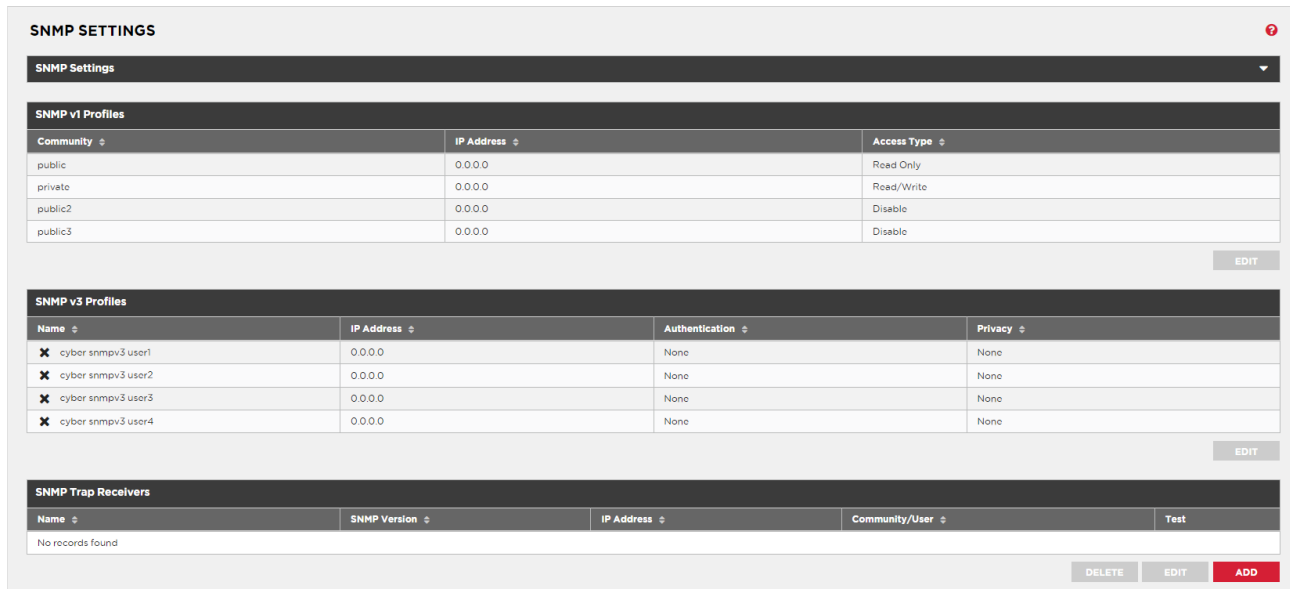 SNMP SETTINGS
SNMP Settings
SNMP v1 Profiles
Community IP Address Access Type
public 0.0.0.0 Read Only
private 0.0.0.0 Read/Write
public2 0.0.0.0 Disable
public3 0.0.0.0 Disable
EDIT
SNMP v3 Profiles
Name IP Address Authentication Privacy
cyber snmpv3 user1 0.0.0.0 None None
cyber snmpv3 user2 0.0.0.0 None None
cyber snmpv3 user3 0.0.0.0 None None
cyber snmpv3 user4 0.0.0.0 None None
EDIT
SNMP Trap Receivers
Name SNMP Version IP Address Community/User Test
No records found
DELETE EDIT ADD